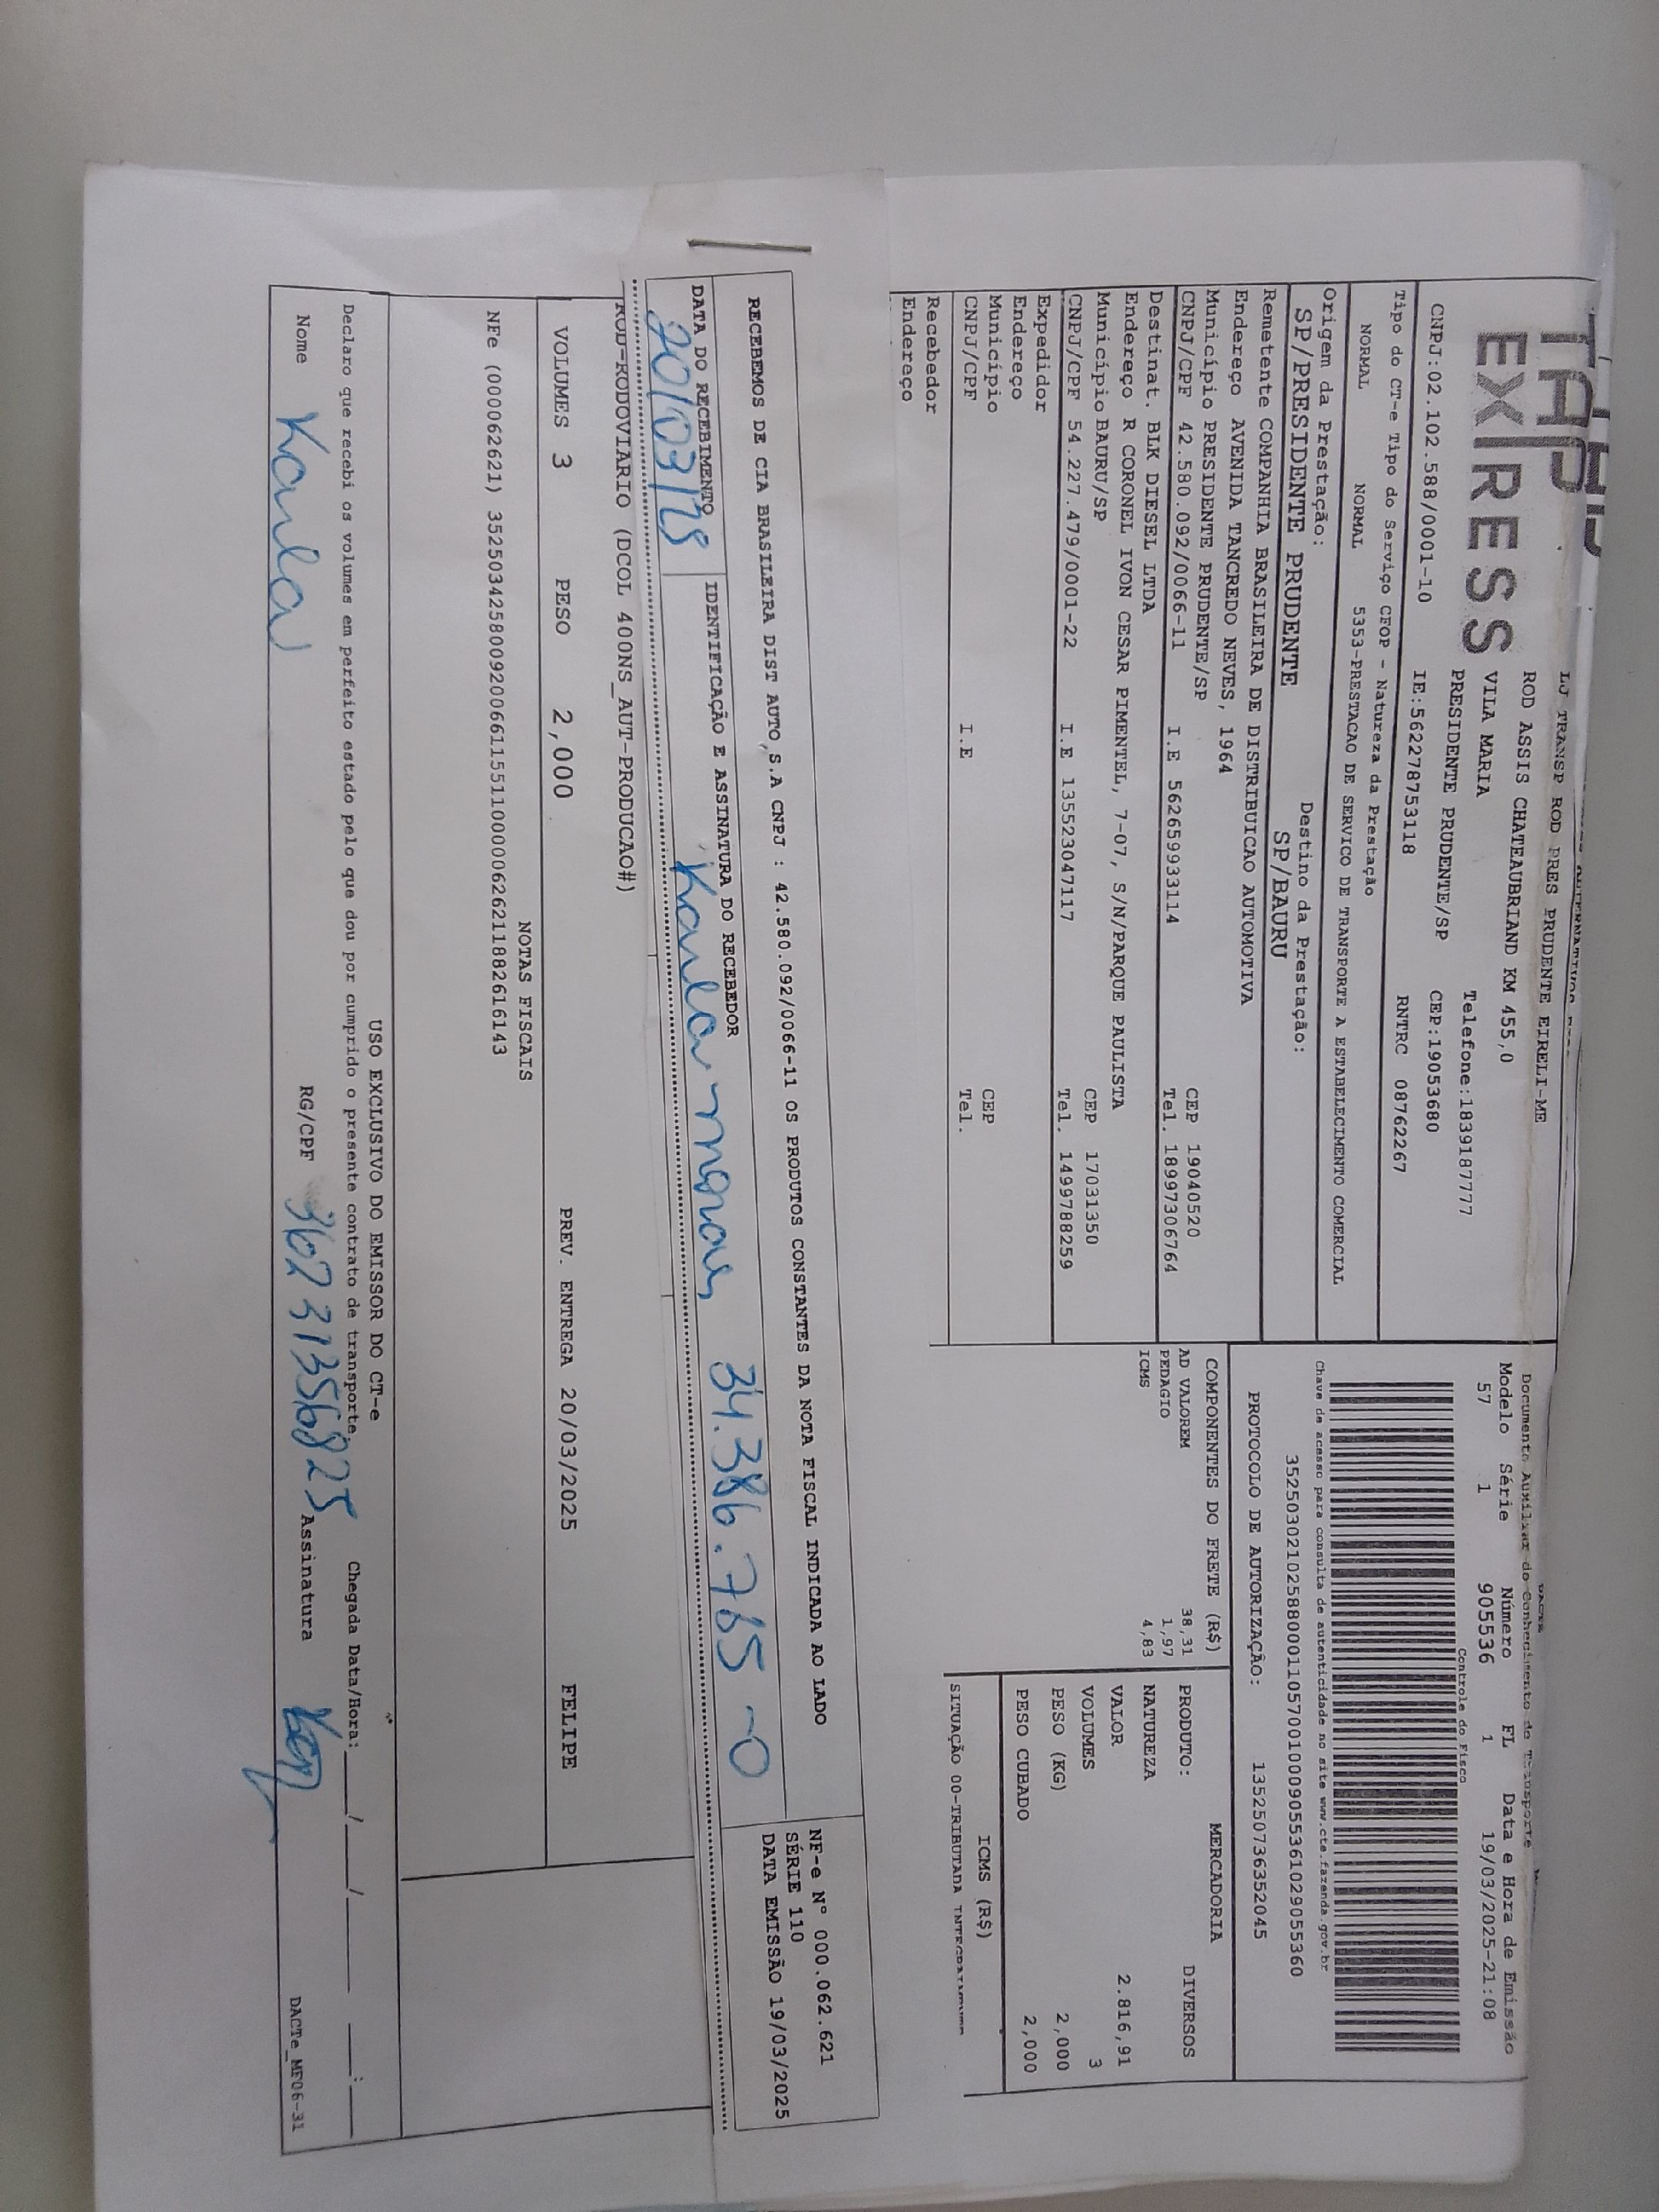 TAP
EXPRESS
LJ TRANSP ROD PRES PRUDENTE EIRELI-ME
ROD ASSIS CHATEAUBRIAND KM 455,0
VILA MARIA Telefone:1839187777
PRESIDENTE PRUDENTE/SP CEP:19053680
CNPJ:02.102.588/0001-10 IE:562278753118 RNTRC 08762267
Tipo do CT-e Tipo do Serviço CFOP - Natureza da Prestação
NORMAL NORMAL 5353-PRESTACAO DE SERVICO DE TRANSPORTE A ESTABELECIMENTO COMERCIAL
Origem da Prestação: Destino da Prestação:
SP/PRESIDENTE PRUDENTE SP/BAURU
Remetente COMPANHIA BRASILEIRA DE DISTRIBUICAO AUTOMOTIVA
Endereço AVENIDA TANCREDO NEVES, 1964
Município PRESIDENTE PRUDENTE/SP CEP 19040520
CNPJ/CPF 42.580.092/0066-11 I.E 562659933114 Tel. 18997306764
Destinat. BLK DIESEL LTDA
Endereço R CORONEL IVON CESAR PIMENTEL, 7-07, S/N/PARQUE PAULISTA
Município BAURU/SP CEP 17031350
CNPJ/CPF 54.227.479/0001-22 I.E 135523047117 Tel. 14997788259
Expedidor
Endereço
Município CEP
CNPJ/CPF I.E Tel.
Recebedor
Endereço
Documento Auxiliar do Conhecimento de Transporte
Modelo Série Número FL Data e Hora de Emissão
57 1 905536 1 19/03/2025-21:08
Controle do Fisco
Chave de acesso para consulta de autenticidade no site www.cte.fazenda.gov.br
35250302102588000110570010009055361029055360
PROTOCOLO DE AUTORIZAÇÃO: 135250736352045
COMPONENTES DO FRETE (R$)
AD VALOREM 38,31
PEDAGIO 1,97
ICMS 4,83
MERCADORIA
PRODUTO: DIVERSOS
NATUREZA
VALOR 2.816,91
VOLUMES 3
PESO (KG) 2,000
PESO CUBADO 2,000
ICMS (R$)
SITUAÇÃO 00-TRIBUTADA INTEGRALMENTE
RECEBEMOS DE CIA BRASILEIRA DIST AUTO,S.A CNPJ : 42.580.092/0066-11 OS PRODUTOS CONSTANTES DA NOTA FISCAL INDICADA AO LADO
NF-e Nº 000.062.621
SÉRIE 110
DATA EMISSÃO 19/03/2025
DATA DO RECEBIMENTO IDENTIFICAÇÃO E ASSINATURA DO RECEBEDOR
20/03/25 Karla 34.386.765-0
ROD-RODOVIARIO (DCOL 400NS_AUT-PRODUCAO#)
VOLUMES 3 PESO 2,000 PREV. ENTREGA 20/03/2025 FELIPE
NOTAS FISCAIS
NFe (000062621) 35250342580092006611551100000626211882616143
USO EXCLUSIVO DO EMISSOR DO CT-e
Declaro que recebi os volumes em perfeito estado pelo que dou por cumprido o presente contrato de transporte. Chegada Data/Hora:___/___/____ ___:___
Nome Karla RG/CPF 36231356825 Assinatura
DACTe_MF06-31